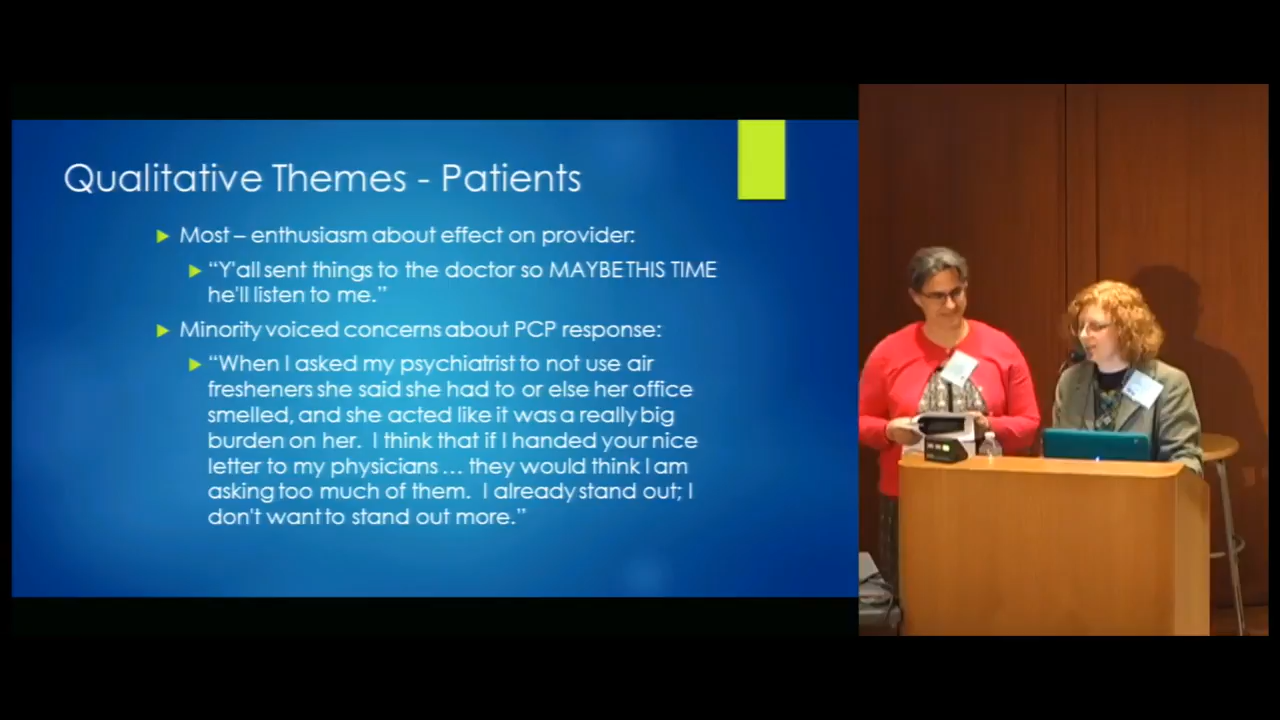 Qualitative Themes - Patients
Most – enthusiasm about effect on provider:
“Y'all sent things to the doctor so MAYBE THIS TIME
he'll listen to me.”
Minority voiced concerns about PCP response:
“When I asked my psychiatrist to not use air
fresheners she said she had to or else her office
smelled, and she acted like it was a really big
burden on her.  I think that if I handed your nice
letter to my physicians … they would think I am
asking too much of them.  I already stand out; I
don't want to stand out more.”